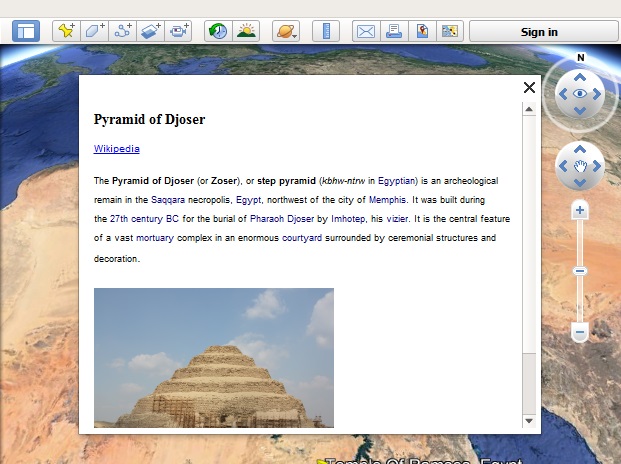 Sign in
N
Pyramid of Djoser
Wikipedia
The Pyramid of Djoser (or Zoser), or step pyramid (kbhw-ntrw in Egyptian) is an archeological
remain in the Saqqara necropolis, Egypt, northwest of the city of Memphis. It was built during
the 27th century BC for the burial of Pharaoh Djoser by Imhotep, his vizier. It is the central feature
of a vast mortuary complex in an enormous courtyard surrounded by ceremonial structures and
decoration.
Temple Of Ramses, Egypt